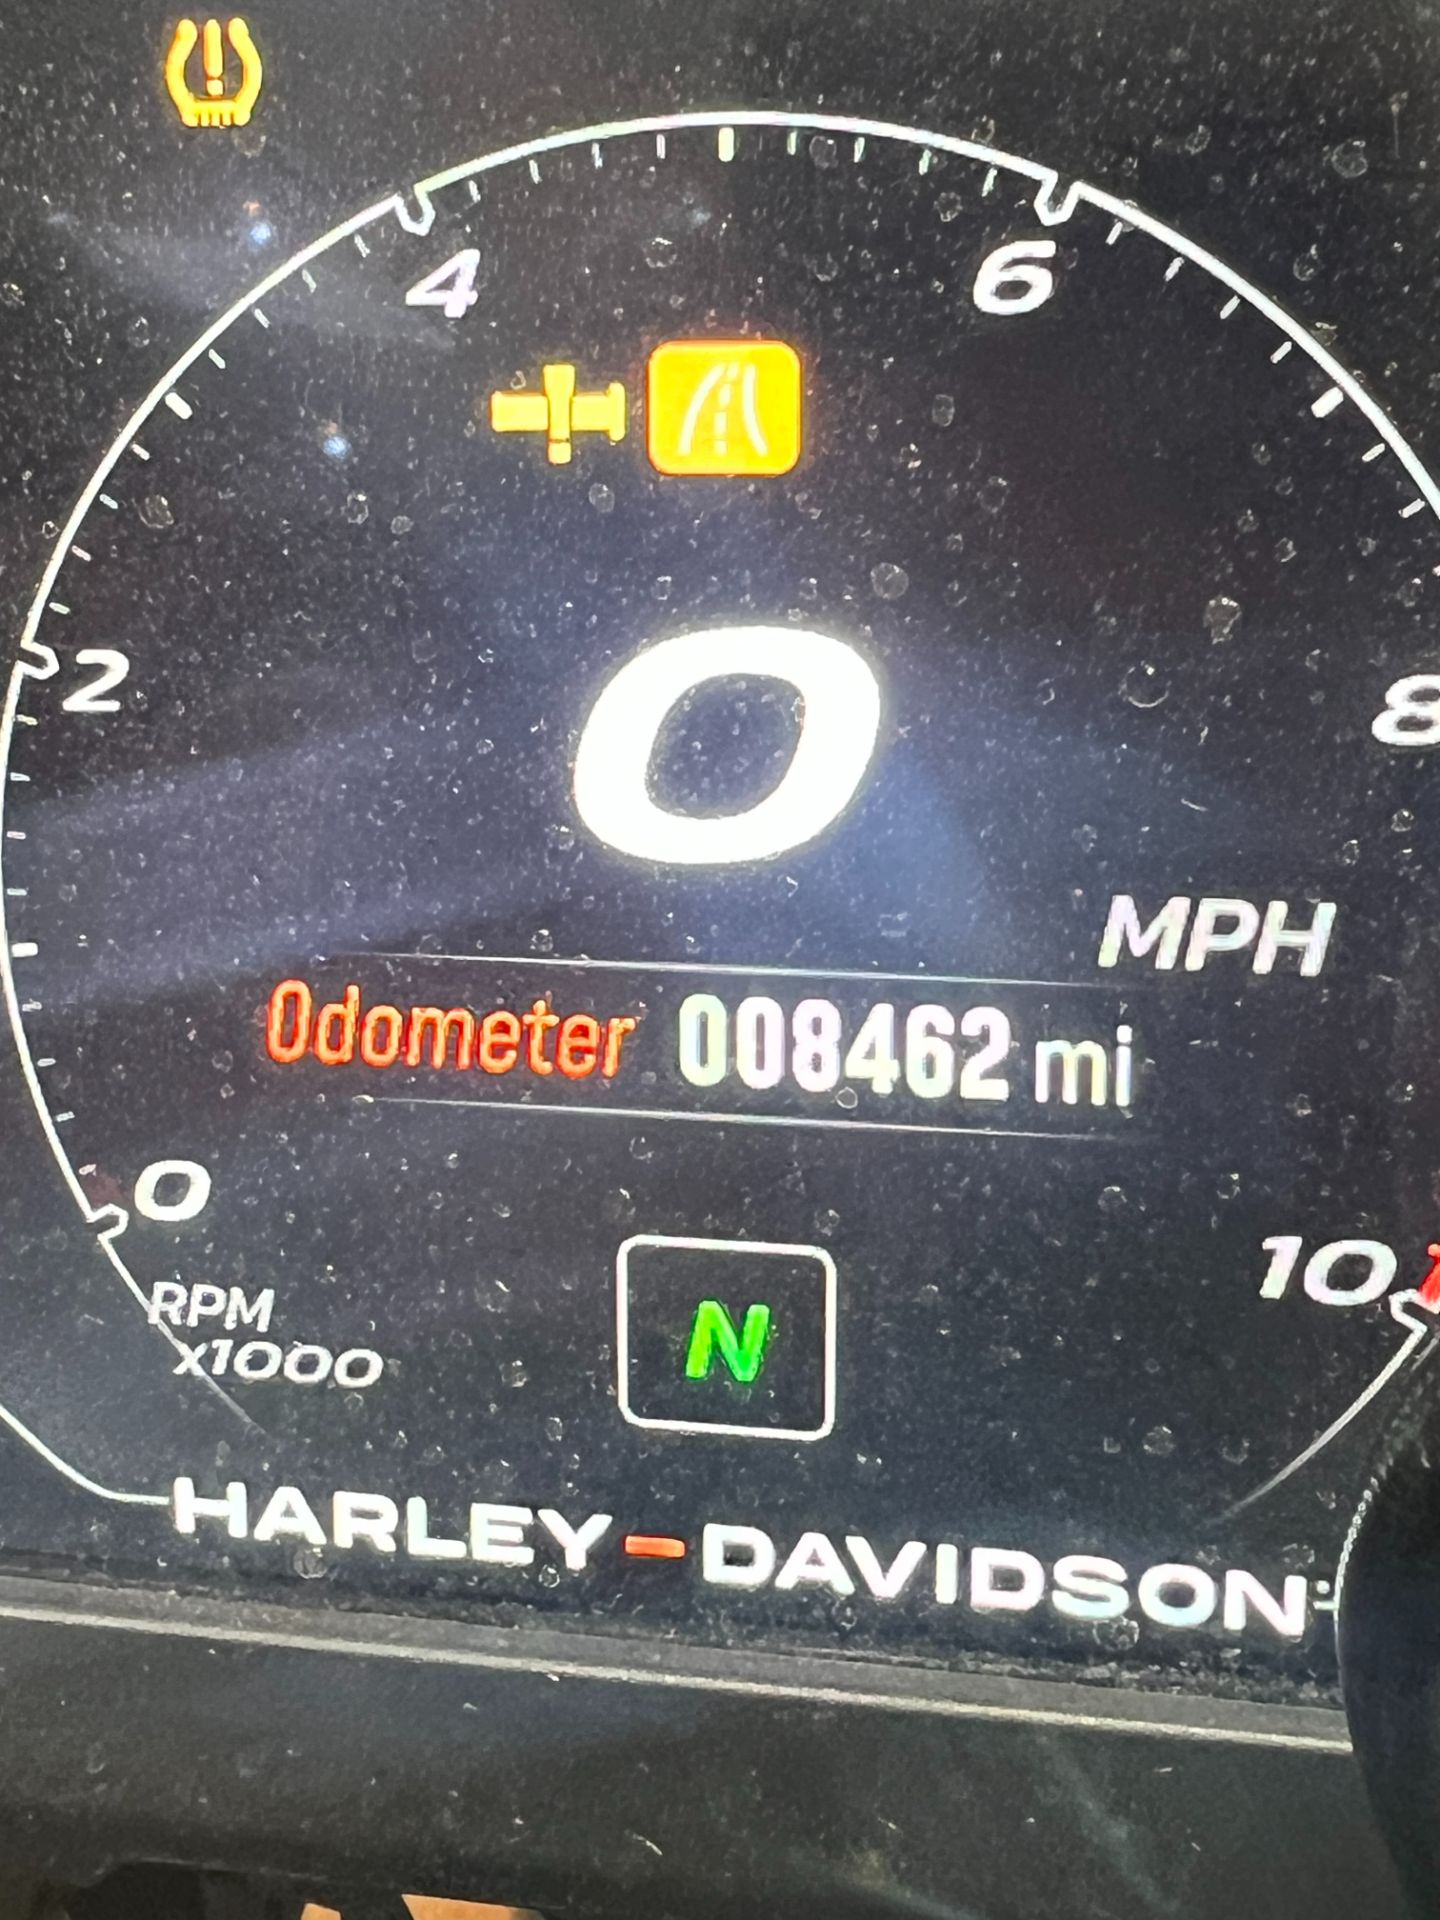 4
6
2
8
0
MPH
Odometer 008462 mi
0
10
RPM
x1000
N
HARLEY-DAVIDSON